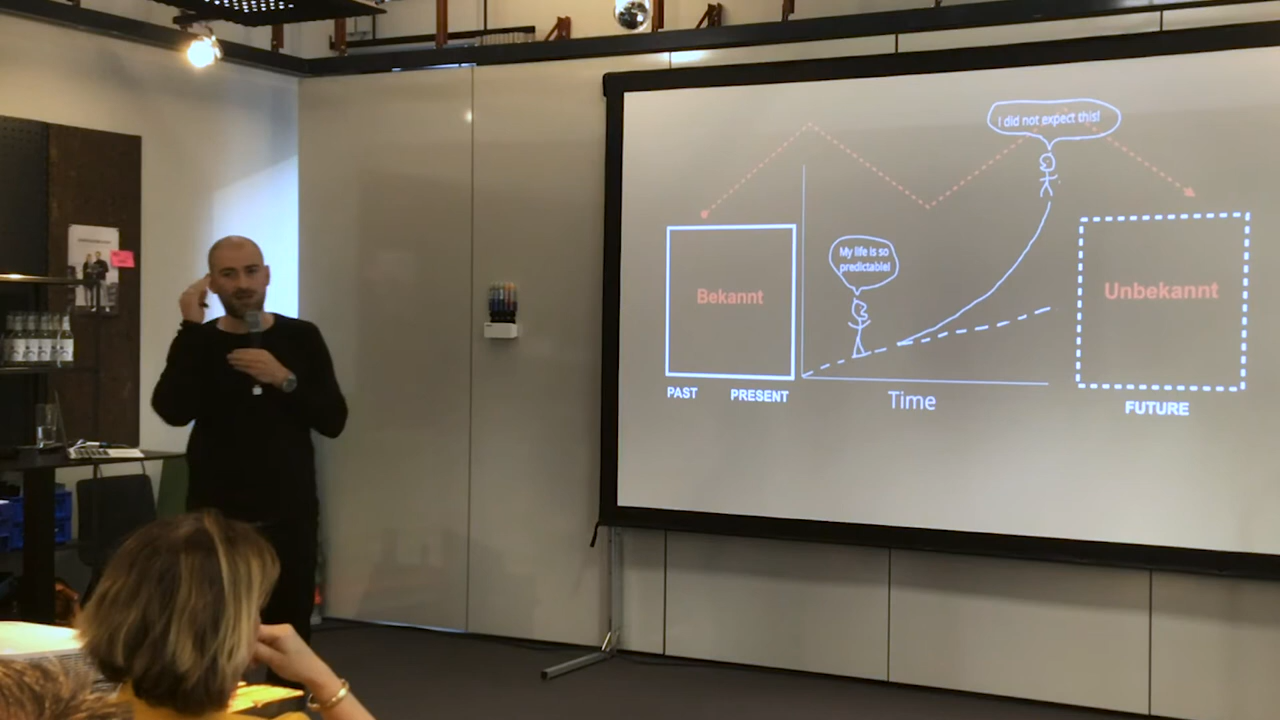 I did not expect this!
My life is so
predictable!
Bekannt
Unbekannt
PAST
PRESENT
Time
FUTURE